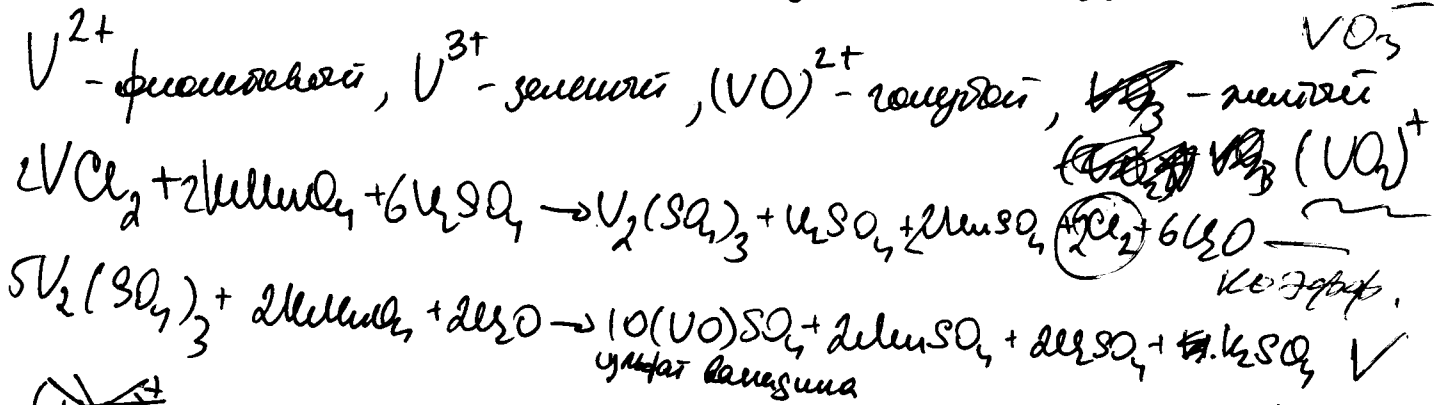 VO₃⁻
V²⁺ - фиолетовый, V³⁺ - зеленый, (VO)²⁺ - голубой, - желтый
(VO₂)⁺
2VCl₂ + 2KMnO₄ + 6H₂SO₄ → V₂(SO₄)₃ + K₂SO₄ + 2MnSO₄ + 2Cl₂ + 6H₂O —
коэфф.
5V₂(SO₄)₃ + 2KMnO₄ + 2H₂O → 10(VO)SO₄ + 2MnSO₄ + 2H₂SO₄ + K₂SO₄ V
сульфат ванадила